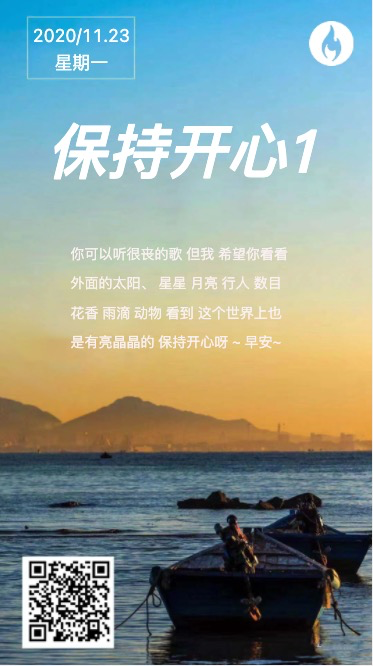 2020/11.23
星期一
保持开心1
你可以听很丧的歌 但我 希望你看看
外面的太阳、 星星 月亮 行人 数目
花香 雨滴 动物 看到 这个世界上也
是有亮晶晶的 保持开心呀 ~ 早安~